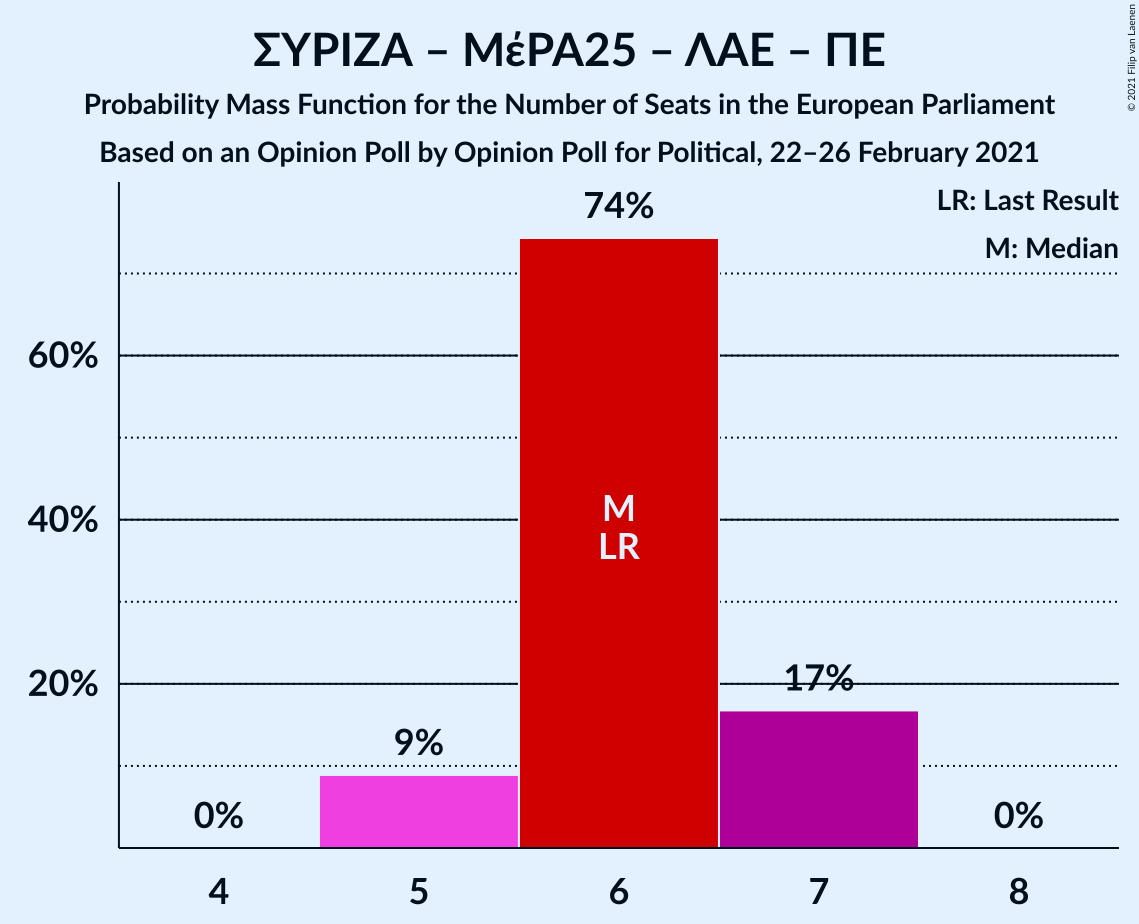 ΣΥΡΙΖΑ – ΜέΡΑ25 – ΛΑΕ – ΠΕ
Probability Mass Function for the Number of Seats in the European Parliament
Based on an Opinion Poll by Opinion Poll for Political, 22–26 February 2021
© 2021 Filip van Laenen
LR: Last Result
M: Median
74%
60%
M
40%
LR
17%
20%
9%
0%
0%
4 5 6 7 8